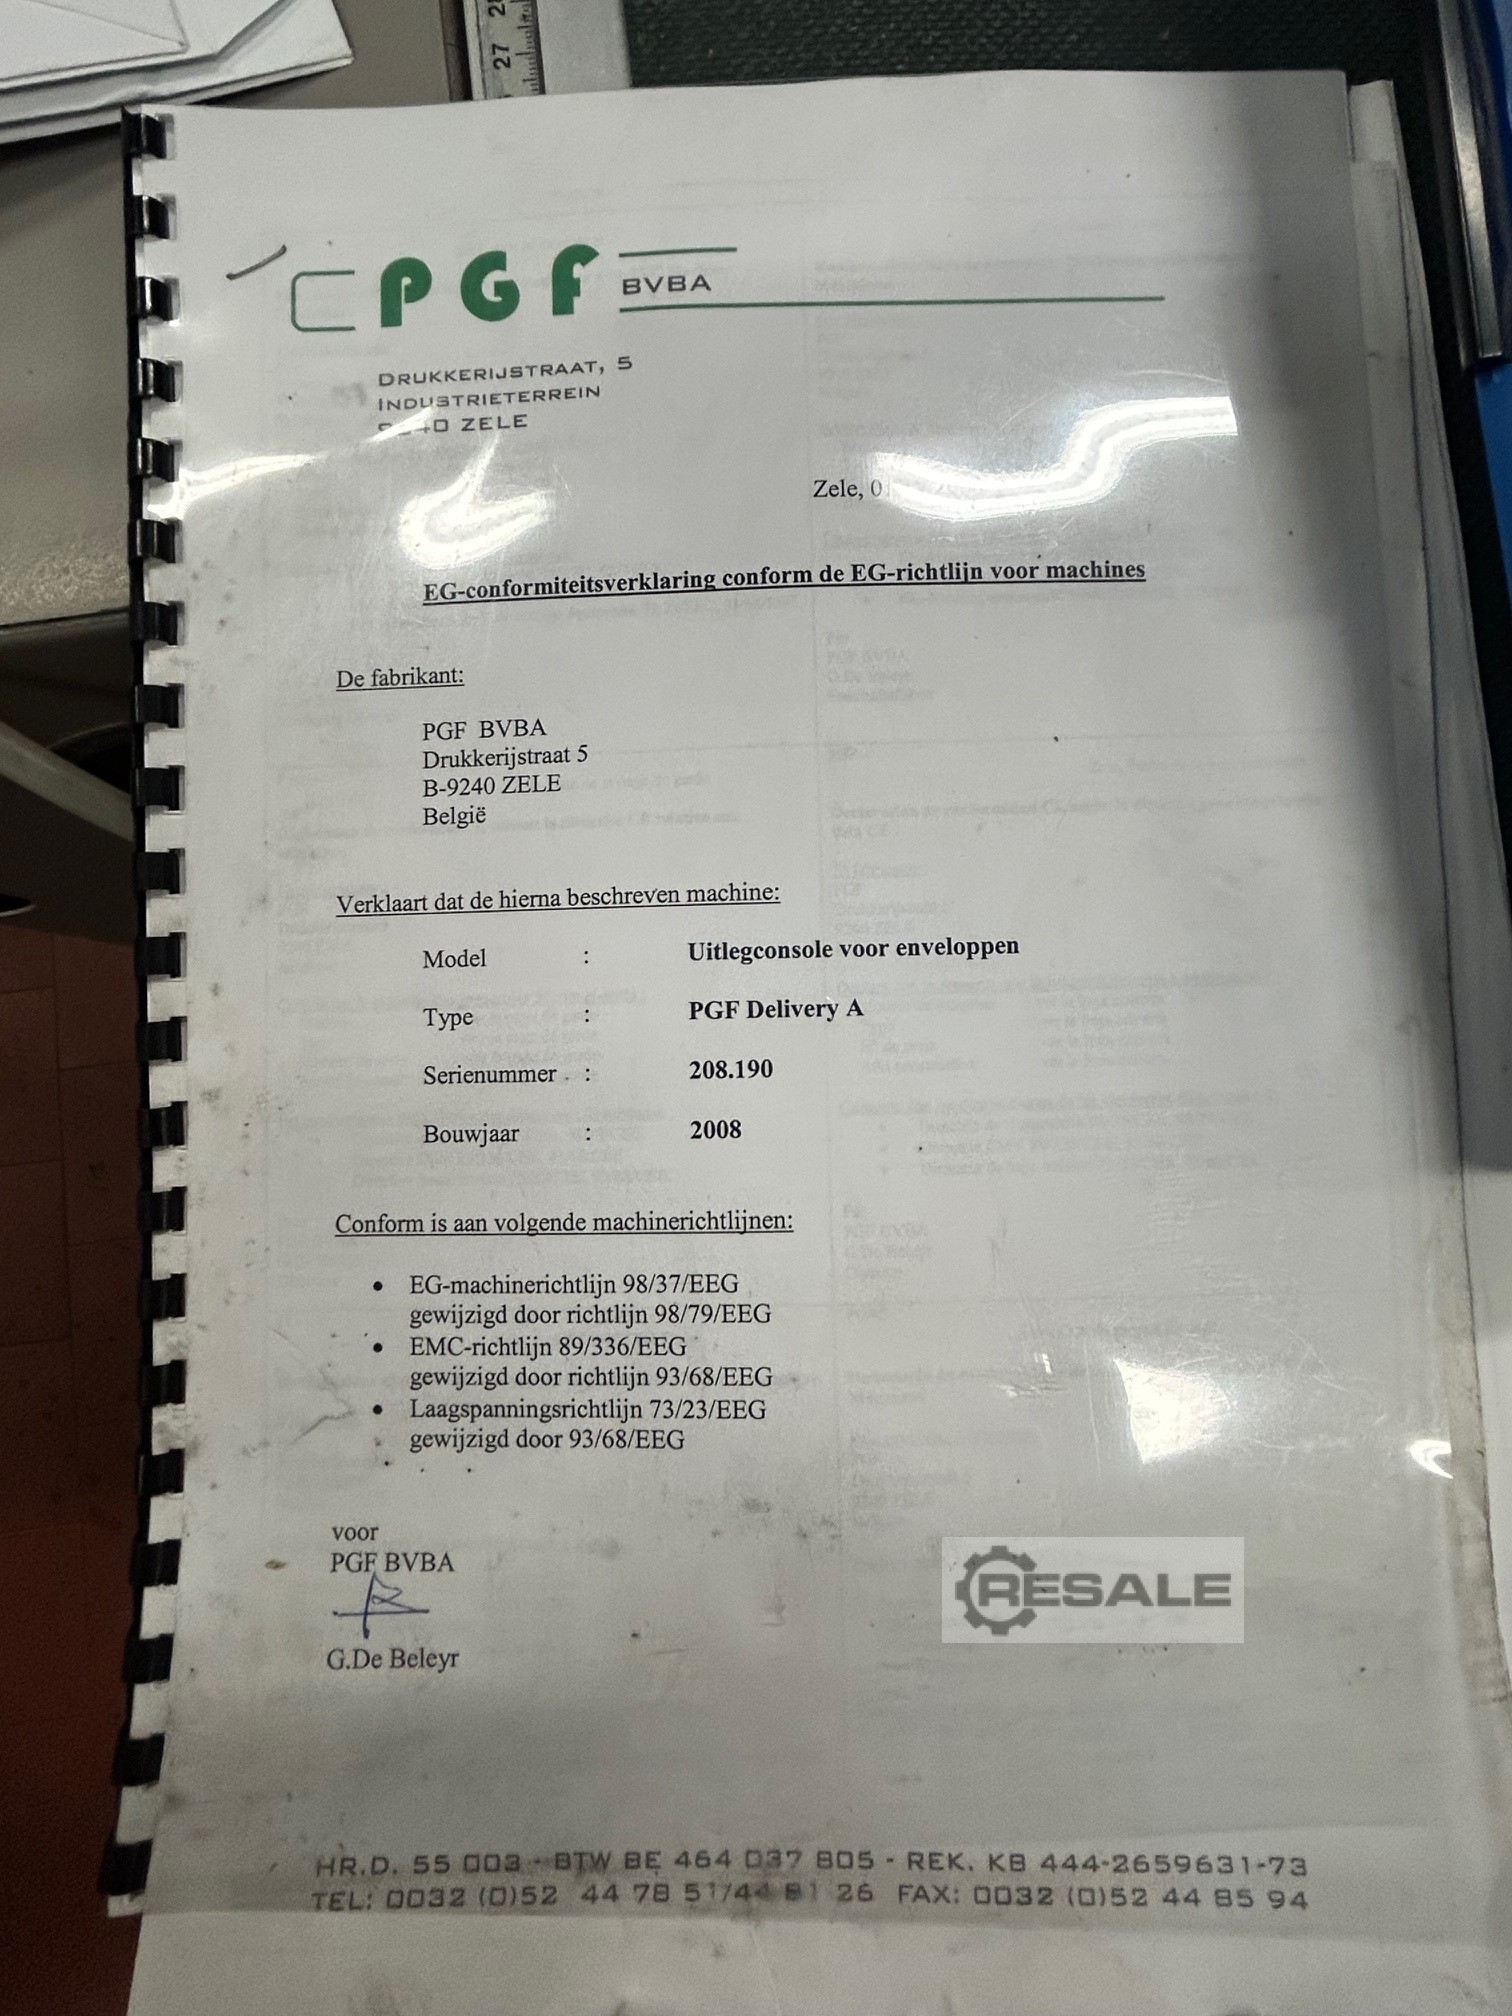 27
PGF BVBA
DRUKKERIJSTRAAT, 5
INDUSTRIETERREIN
ZELE
Zele, 0
EG-conformiteitsverklaring conform de EG-richtlijn voor machines
De fabrikant:
PGF BVBA
Drukkerijstraat 5
B-9240 ZELE
België
Verklaart dat de hierna beschreven machine:
Model : Uitlegconsole voor enveloppen
Type : PGF Delivery A
Serienummer : 208.190
Bouwjaar : 2008
Conform is aan volgende machinerichtlijnen:
• EG-machinerichtlijn 98/37/EEG
gewijzigd door richtlijn 98/79/EEG
• EMC-richtlijn 89/336/EEG
gewijzigd door richtlijn 93/68/EEG
• Laagspanningsrichtlijn 73/23/EEG
gewijzigd door 93/68/EEG
voor
PGF BVBA
G.De Beleyr
RESALE
HR.D. 55 003 - BTW BE 464 037 805 - REK. KB 444-2659631-73
TEL: 0032 (0)52 44 78 51/44 81 26 FAX: 0032 (0)52 44 85 94